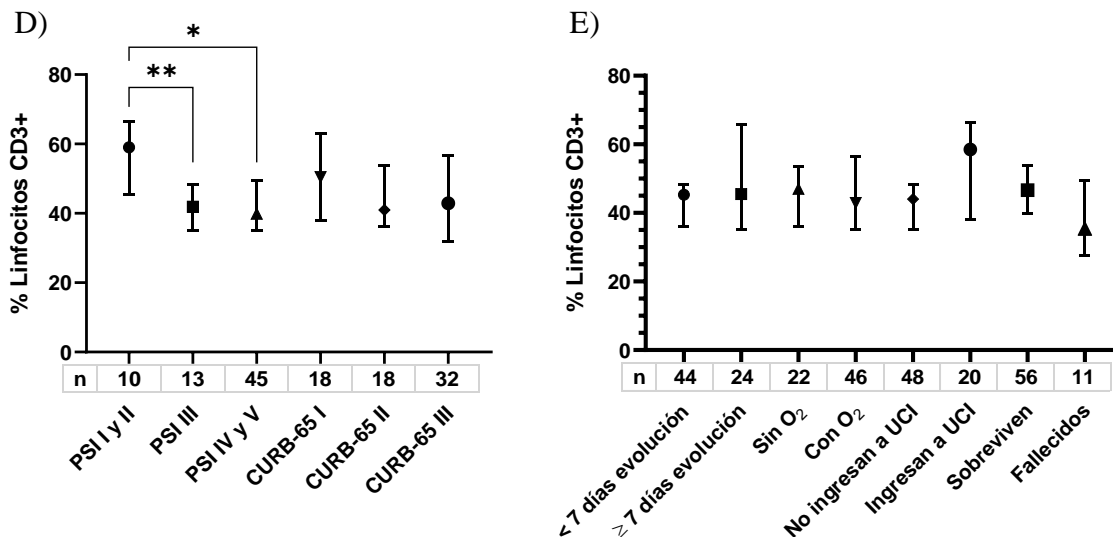 D)
*
**
% Linfocitos CD3+
80
60
40
20
0
n 10 13 45 18 18 32
PSI I y II
PSI III
PSI IV y V
CURB-65 I
CURB-65 II
CURB-65 III
E)
% Linfocitos CD3+
80
60
40
20
0
n 44 24 22 46 48 20 56 11
< 7 días evolución
≥ 7 días evolución
Sin O₂
Con O₂
No ingresan a UCI
Ingresan a UCI
Sobreviven
Fallecidos